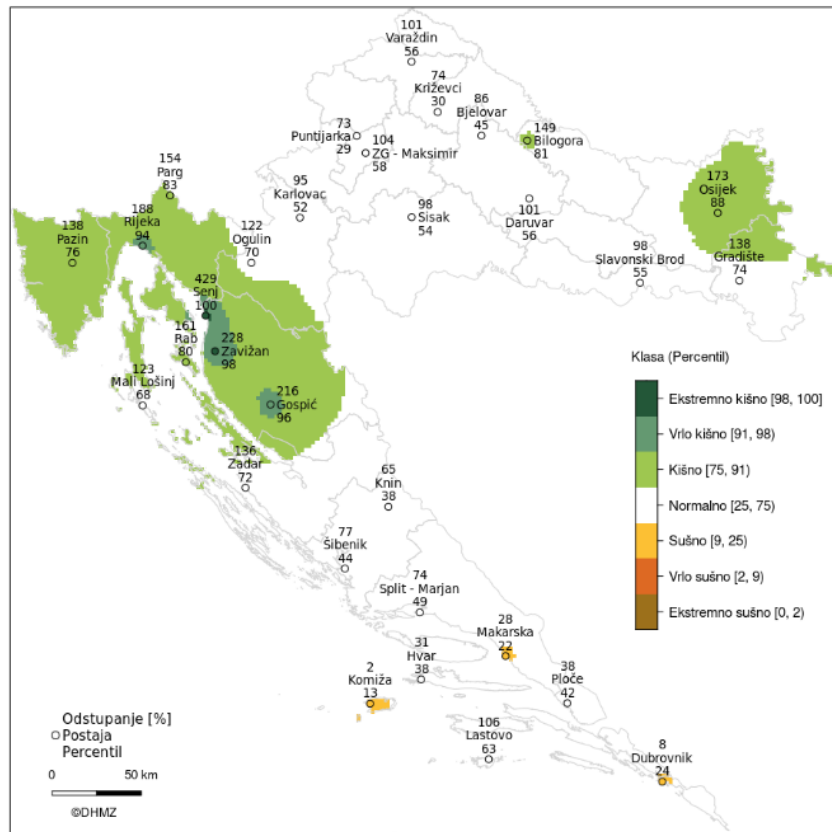 101
Varaždin
56
74
Križevci
30
86
Bjelovar
45
73
Puntijarka
29
104
ZG - Maksimir
58
149
Bilogora
81
154
Parg
83
95
Karlovac
52
98
Sisak
54
101
Daruvar
56
173
Osijek
88
188
Rijeka
94
138
Pazin
76
122
Ogulin
70
98
Slavonski Brod
55
138
Gradište
74
429
Senj
100
161
Rab
80
228
Zavižan
98
123
Mali Lošinj
68
216
Gospić
96
136
Zadar
72
65
Knin
38
77
Šibenik
44
74
Split - Marjan
49
28
Makarska
22
31
Hvar
38
2
Komiža
13
38
Ploče
42
106
Lastovo
63
8
Dubrovnik
24
Klasa (Percentil)
Ekstremno kišno [98, 100]
Vrlo kišno [91, 98)
Kišno [75, 91)
Normalno [25, 75)
Sušno [9, 25)
Vrlo sušno [2, 9)
Ekstremno sušno [0, 2)
Odstupanje [%]
Postaja
Percentil
0 50 km
©DHMZ